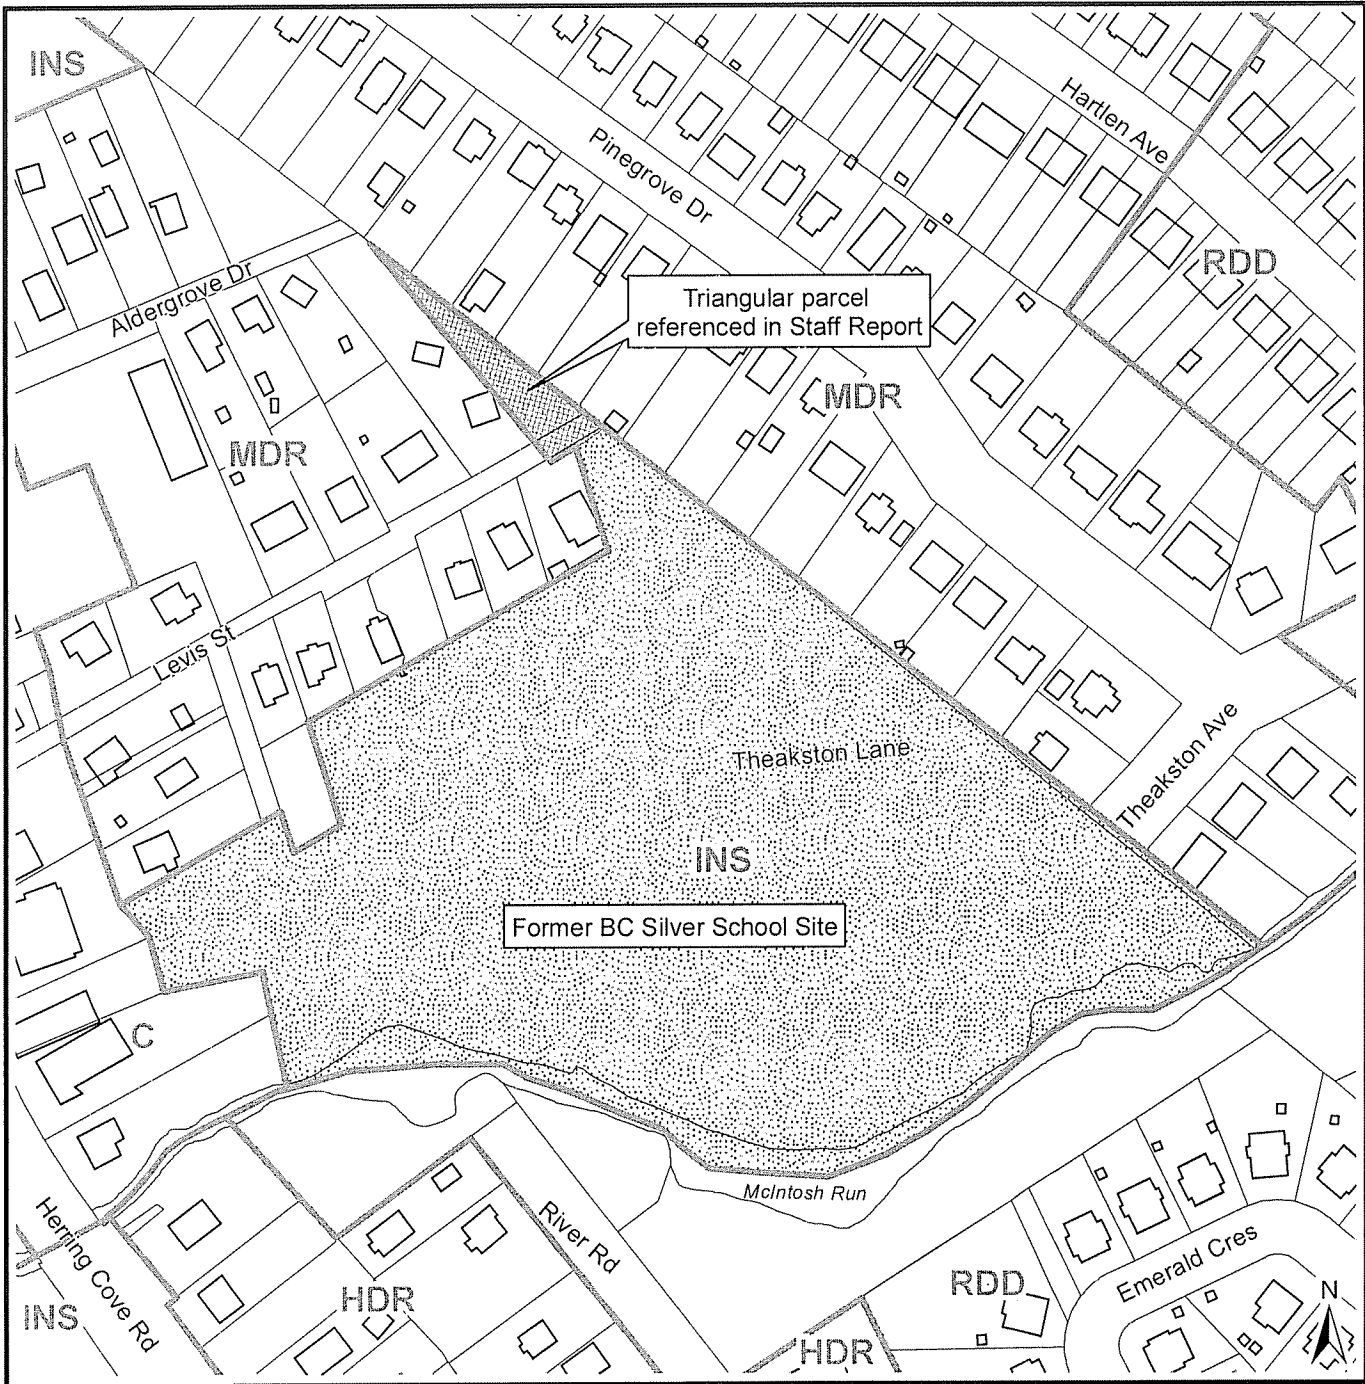 INS
Hartlen Ave
Pinegrove Dr
RDD
Aldergrove Dr
Triangular parcel
referenced in Staff Report
MDR
MDR
Levis St
Theakston Lane
Theakston Ave
INS
Former BC Silver School Site
C
McIntosh Run
Herring Cove Rd
River Rd
Emerald Cres
RDD
HDR
INS
HDR
N